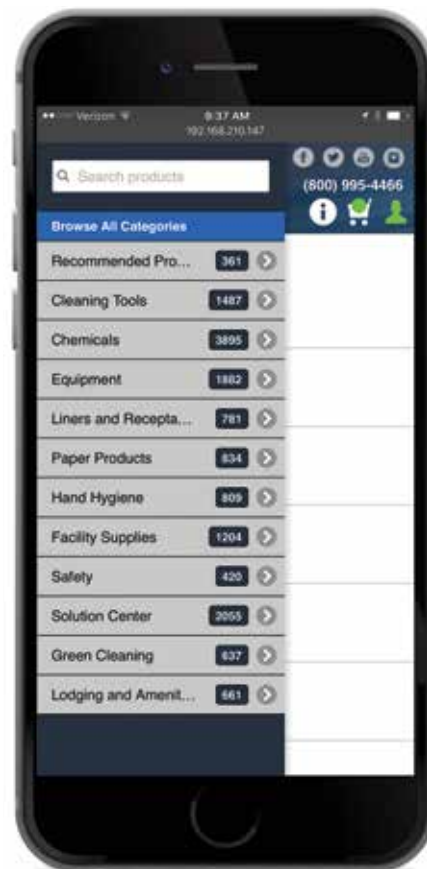 Verizon
9:37 AM
192.168.210.147
Search products
(800) 995-4466
Browse All Categories
Recommended Pro... 361
Cleaning Tools 1487
Chemicals 3895
Equipment 1882
Liners and Recepta... 781
Paper Products 834
Hand Hygiene 809
Facility Supplies 1204
Safety 420
Solution Center 2055
Green Cleaning 637
Lodging and Amenit... 661